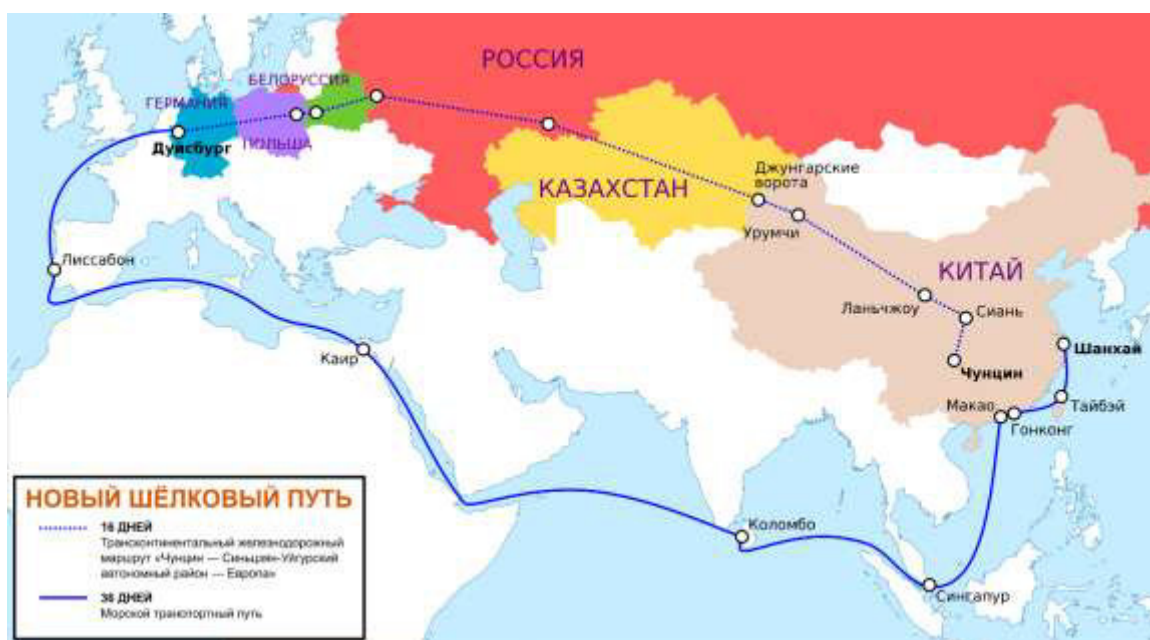 РОССИЯ
БЕЛОРУССИЯ
ГЕРМАНИЯ
ПОЛЬША
Дуисбург
Джунгарские
ворота
КАЗАХСТАН
Урумчи
КИТАЙ
Лиссабон
Ланьчжоу
Сиань
Каир
Шанхай
Чунцин
Макао
Тайбэй
Гонконг
Коломбо
Сингапур
НОВЫЙ ШЁЛКОВЫЙ ПУТЬ
16 ДНЕЙ
Трансконтинентальный железнодорожный
маршрут «Чунцин — Синьцзян-Уйгурский
автономный район — Европа»
36 ДНЕЙ
Морской транспортный путь